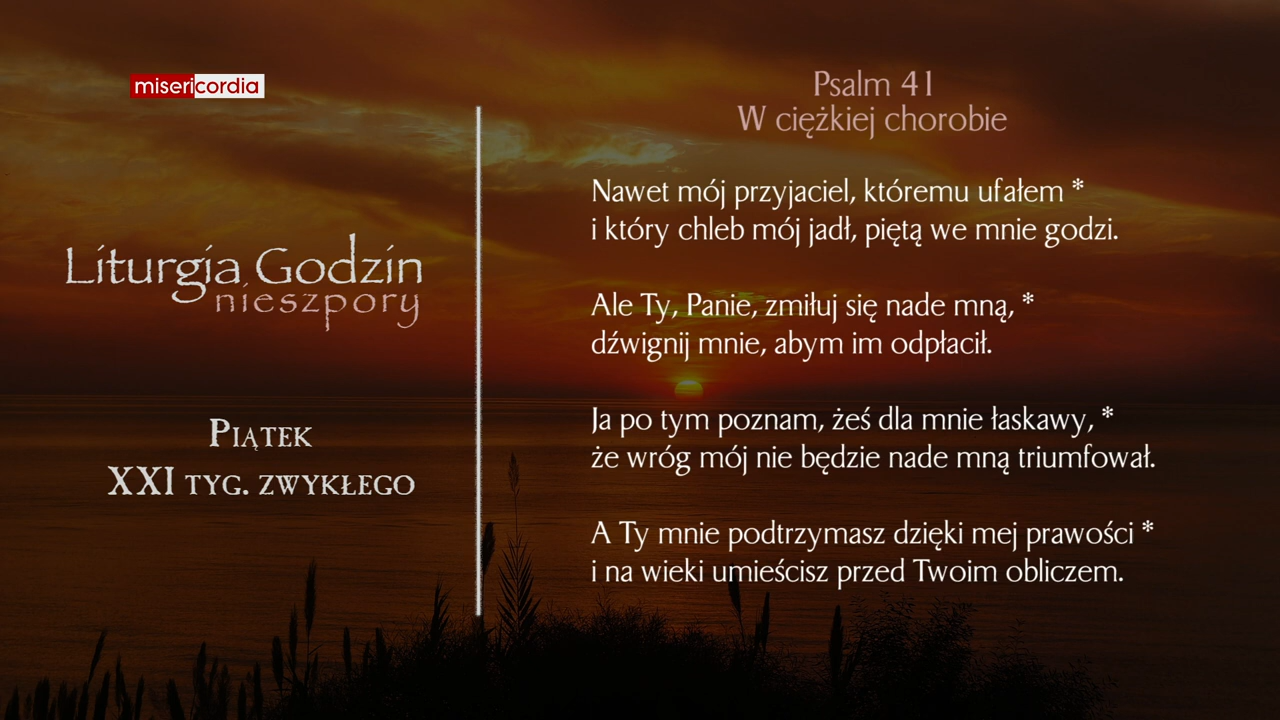 misericordia
Liturgia Godzin
nieszpory
Piątek
XXI tyg. zwykłego
Psalm 41
W ciężkiej chorobie
Nawet mój przyjaciel, któremu ufałem *
i który chleb mój jadł, piętą we mnie godzi.
Ale Ty, Panie, zmiłuj się nade mną, *
dźwignij mnie, abym im odpłacił.
Ja po tym poznam, żeś dla mnie łaskawy, *
że wróg mój nie będzie nade mną triumfował.
A Ty mnie podtrzymasz dzięki mej prawości *
i na wieki umieścisz przed Twoim obliczem.